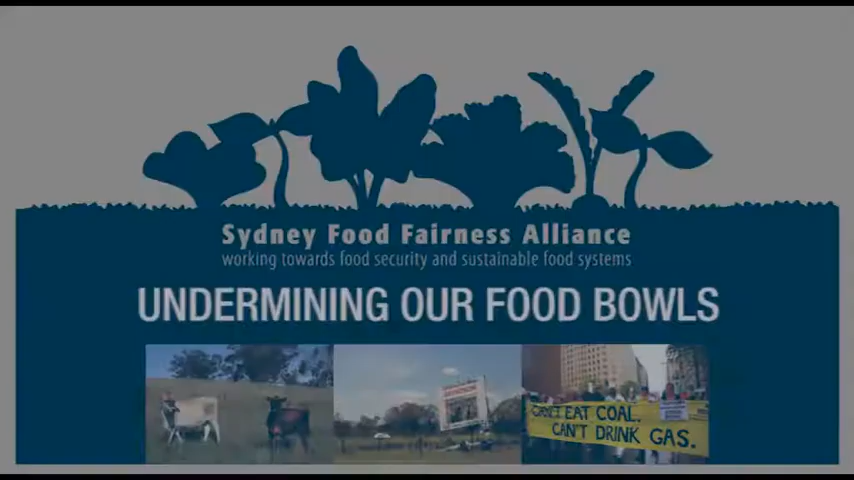 Sydney Food Fairness Alliance
working towards food security and sustainable food systems
UNDERMINING OUR FOOD BOWLS
CAN'T EAT COAL.
CAN'T DRINK GAS.